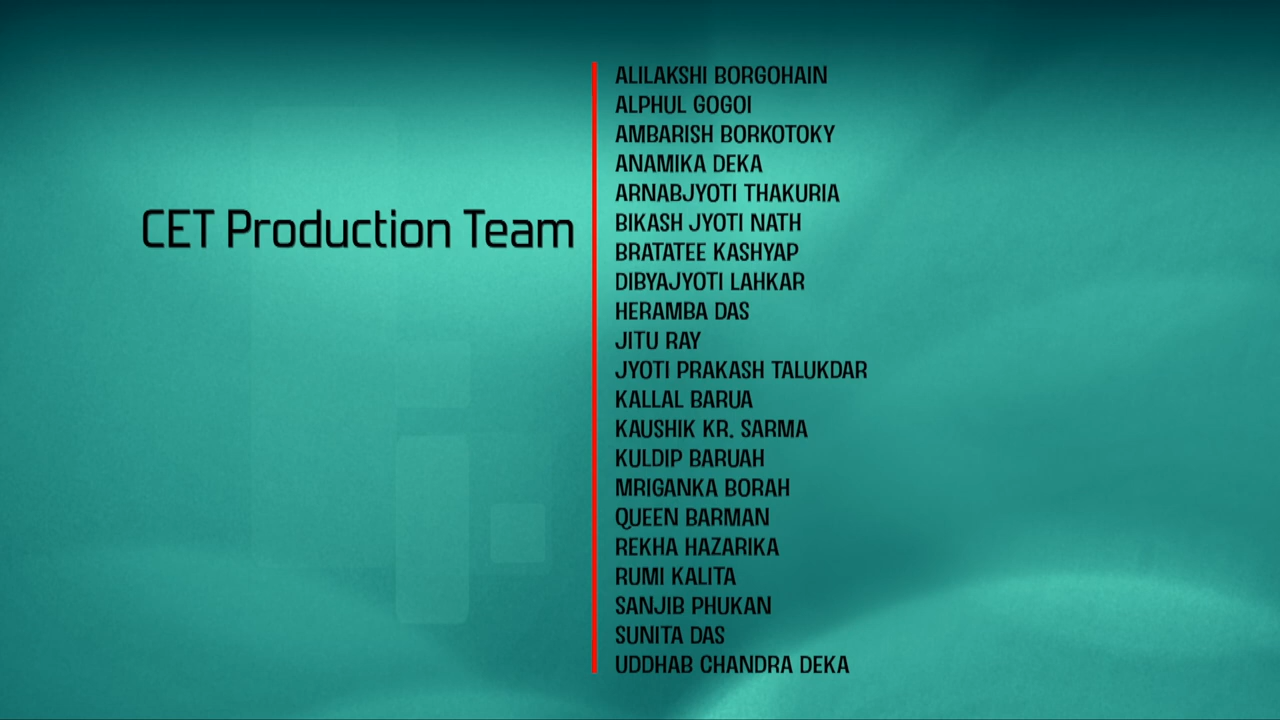 CET Production Team
ALILAKSHI BORGOHAIN
ALPHUL GOGOI
AMBARISH BORKOTOKY
ANAMIKA DEKA
ARNABJYOTI THAKURIA
BIKASH JYOTI NATH
BRATATEE KASHYAP
DIBYAJYOTI LAHKAR
HERAMBA DAS
JITU RAY
JYOTI PRAKASH TALUKDAR
KALLAL BARUA
KAUSHIK KR. SARMA
KULDIP BARUAH
MRIGANKA BORAH
QUEEN BARMAN
REKHA HAZARIKA
RUMI KALITA
SANJIB PHUKAN
SUNITA DAS
UDDHAB CHANDRA DEKA